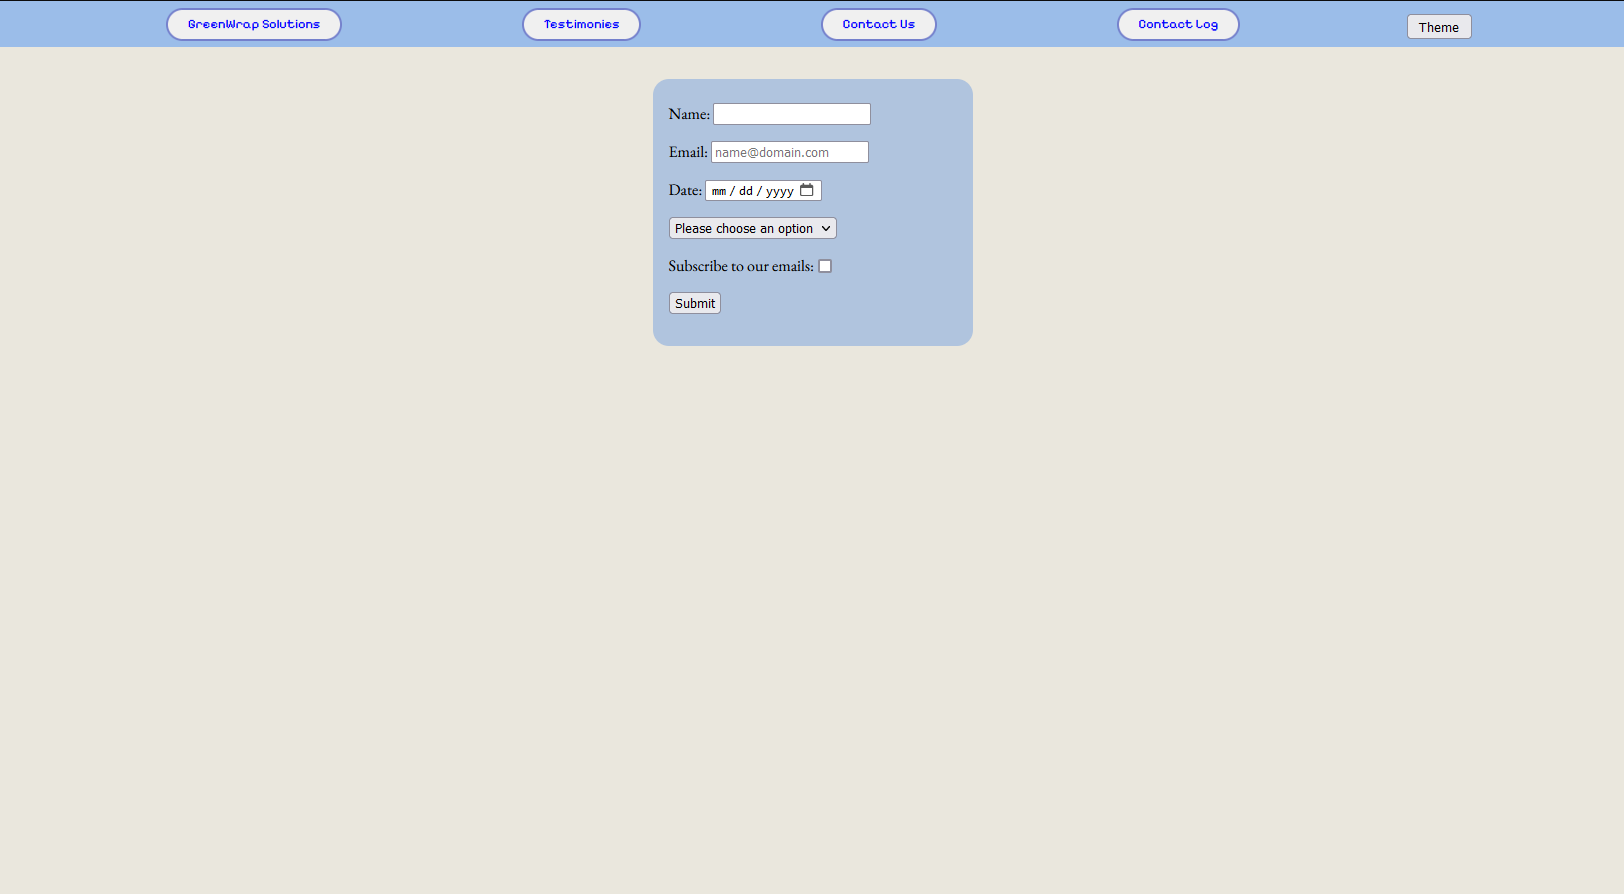 GreenWrap Solutions Testimonies Contact Us Contact Log Theme
Name:
Email: name@domain.com
Date: mm / dd / yyyy
Please choose an option
Subscribe to our emails:
Submit